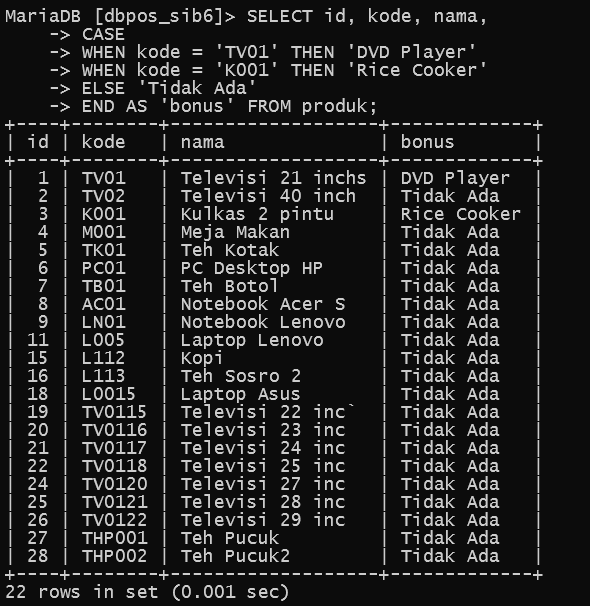 MariaDB [dbpos_sib6]> SELECT id, kode, nama,
    -> CASE
    -> WHEN kode = 'TV01' THEN 'DVD Player'
    -> WHEN kode = 'K001' THEN 'Rice Cooker'
    -> ELSE 'Tidak Ada'
    -> END AS 'bonus' FROM produk;
+----+--------+-------------------+-------------+
| id | kode   | nama              | bonus       |
+----+--------+-------------------+-------------+
|  1 | TV01   | Televisi 21 inchs | DVD Player  |
|  2 | TV02   | Televisi 40 inch  | Tidak Ada   |
|  3 | K001   | Kulkas 2 pintu    | Rice Cooker |
|  4 | M001   | Meja Makan        | Tidak Ada   |
|  5 | TK01   | Teh Kotak         | Tidak Ada   |
|  6 | PC01   | PC Desktop HP     | Tidak Ada   |
|  7 | TB01   | Teh Botol         | Tidak Ada   |
|  8 | AC01   | Notebook Acer S   | Tidak Ada   |
|  9 | LN01   | Notebook Lenovo   | Tidak Ada   |
| 11 | L005   | Laptop Lenovo     | Tidak Ada   |
| 15 | L112   | Kopi              | Tidak Ada   |
| 16 | L113   | Teh Sosro 2       | Tidak Ada   |
| 18 | L0015  | Laptop Asus       | Tidak Ada   |
| 19 | TV0115 | Televisi 22 inc`  | Tidak Ada   |
| 20 | TV0116 | Televisi 23 inc   | Tidak Ada   |
| 21 | TV0117 | Televisi 24 inc   | Tidak Ada   |
| 22 | TV0118 | Televisi 25 inc   | Tidak Ada   |
| 24 | TV0120 | Televisi 27 inc   | Tidak Ada   |
| 25 | TV0121 | Televisi 28 inc   | Tidak Ada   |
| 26 | TV0122 | Televisi 29 inc   | Tidak Ada   |
| 27 | THP001 | Teh Pucuk         | Tidak Ada   |
| 28 | THP002 | Teh Pucuk2        | Tidak Ada   |
+----+--------+-------------------+-------------+
22 rows in set (0.001 sec)